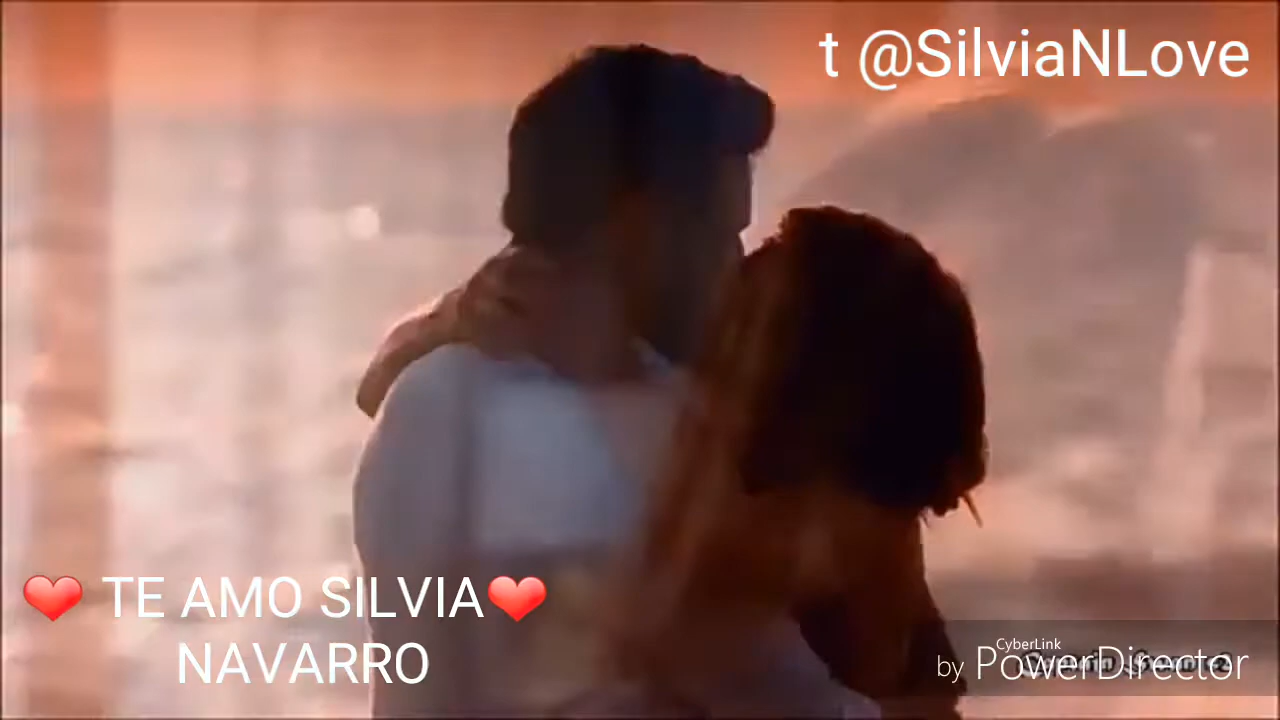 t @SilviaNLove
❤ TE AMO SILVIA❤
NAVARRO
CyberLink
by PowerDirector